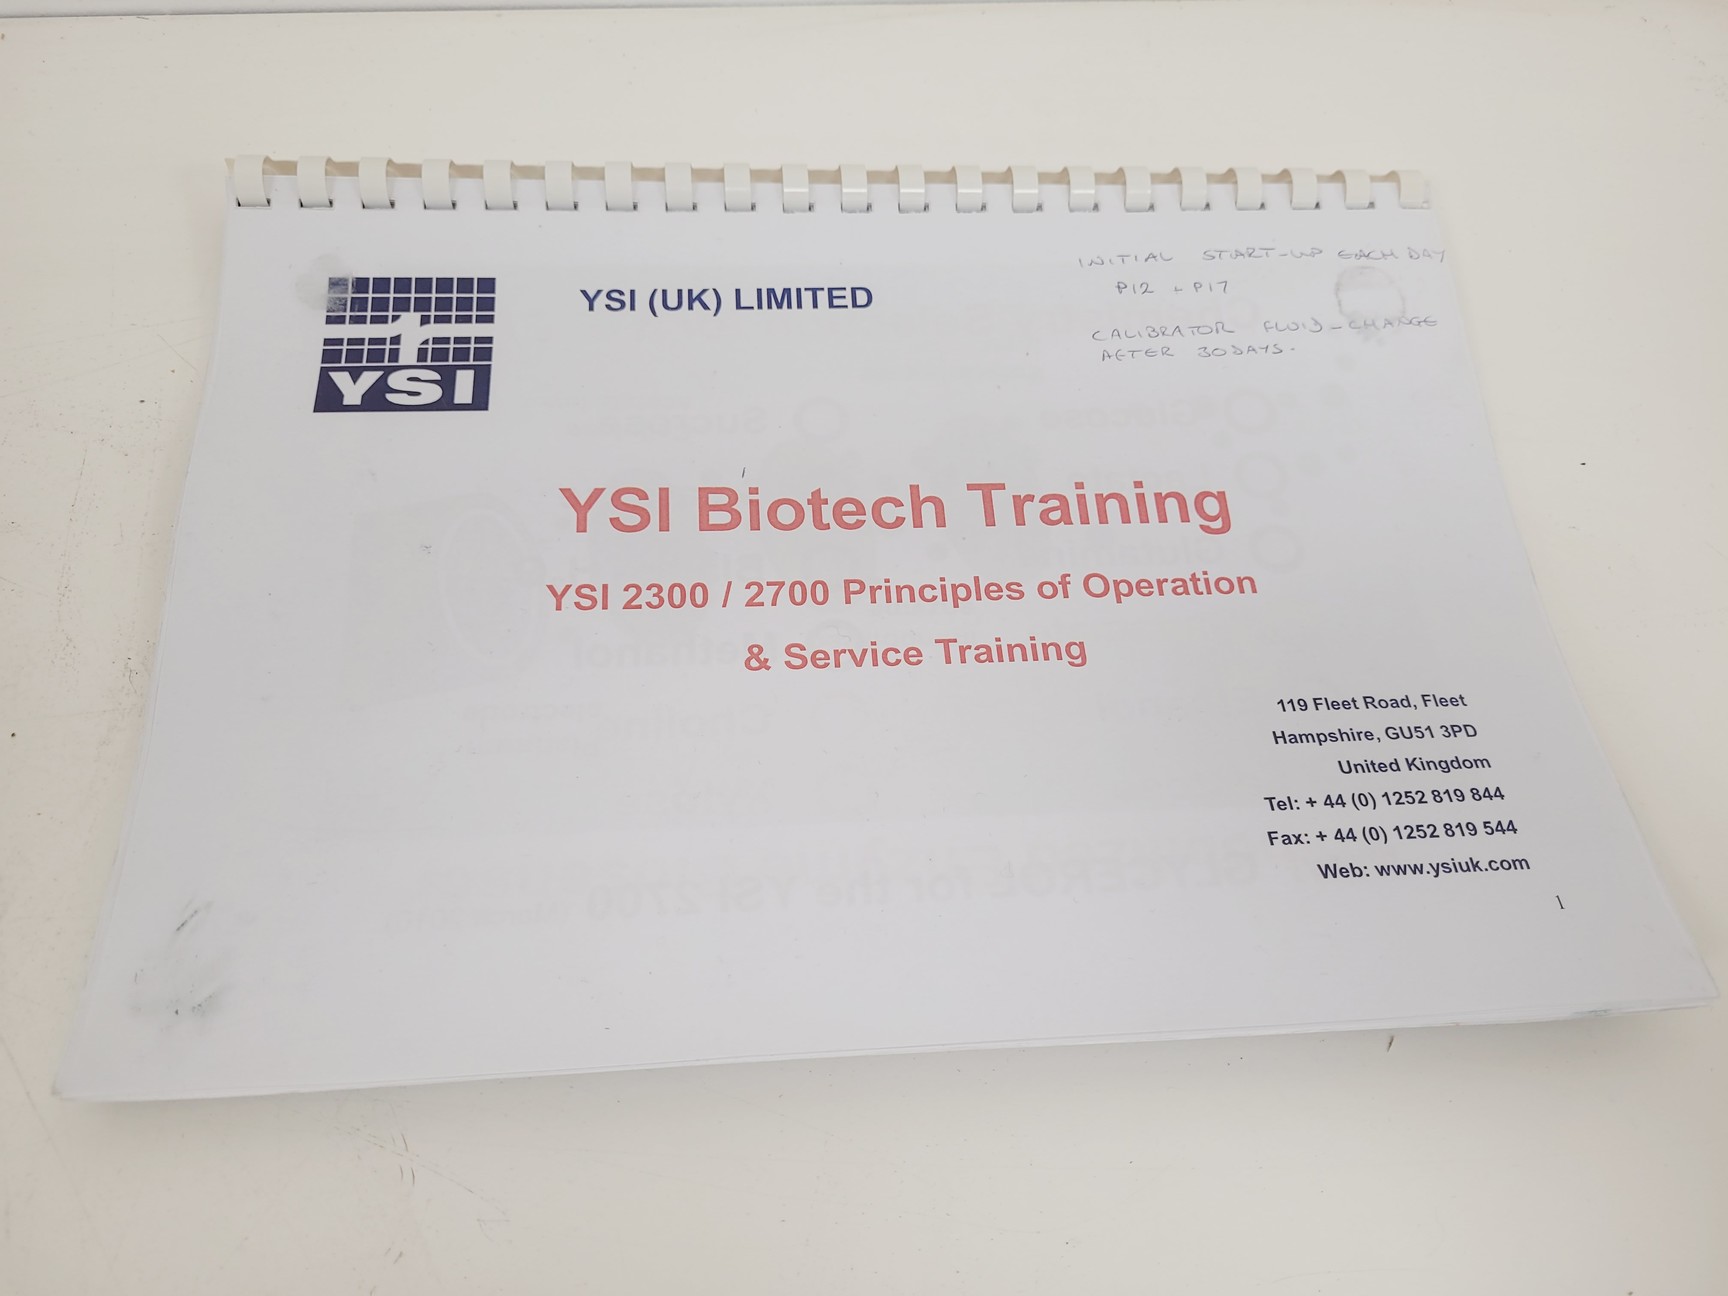 YSI
YSI (UK) LIMITED
INITIAL START-UP EACH DAY
P12 + P17
CALIBRATOR FLUID - CHANGE
AFTER 30 DAYS.
YSI Biotech Training
YSI 2300 / 2700 Principles of Operation
& Service Training
119 Fleet Road, Fleet
Hampshire, GU51 3PD
United Kingdom
Tel: + 44 (0) 1252 819 844
Fax: + 44 (0) 1252 819 544
Web: www.ysiuk.com
1